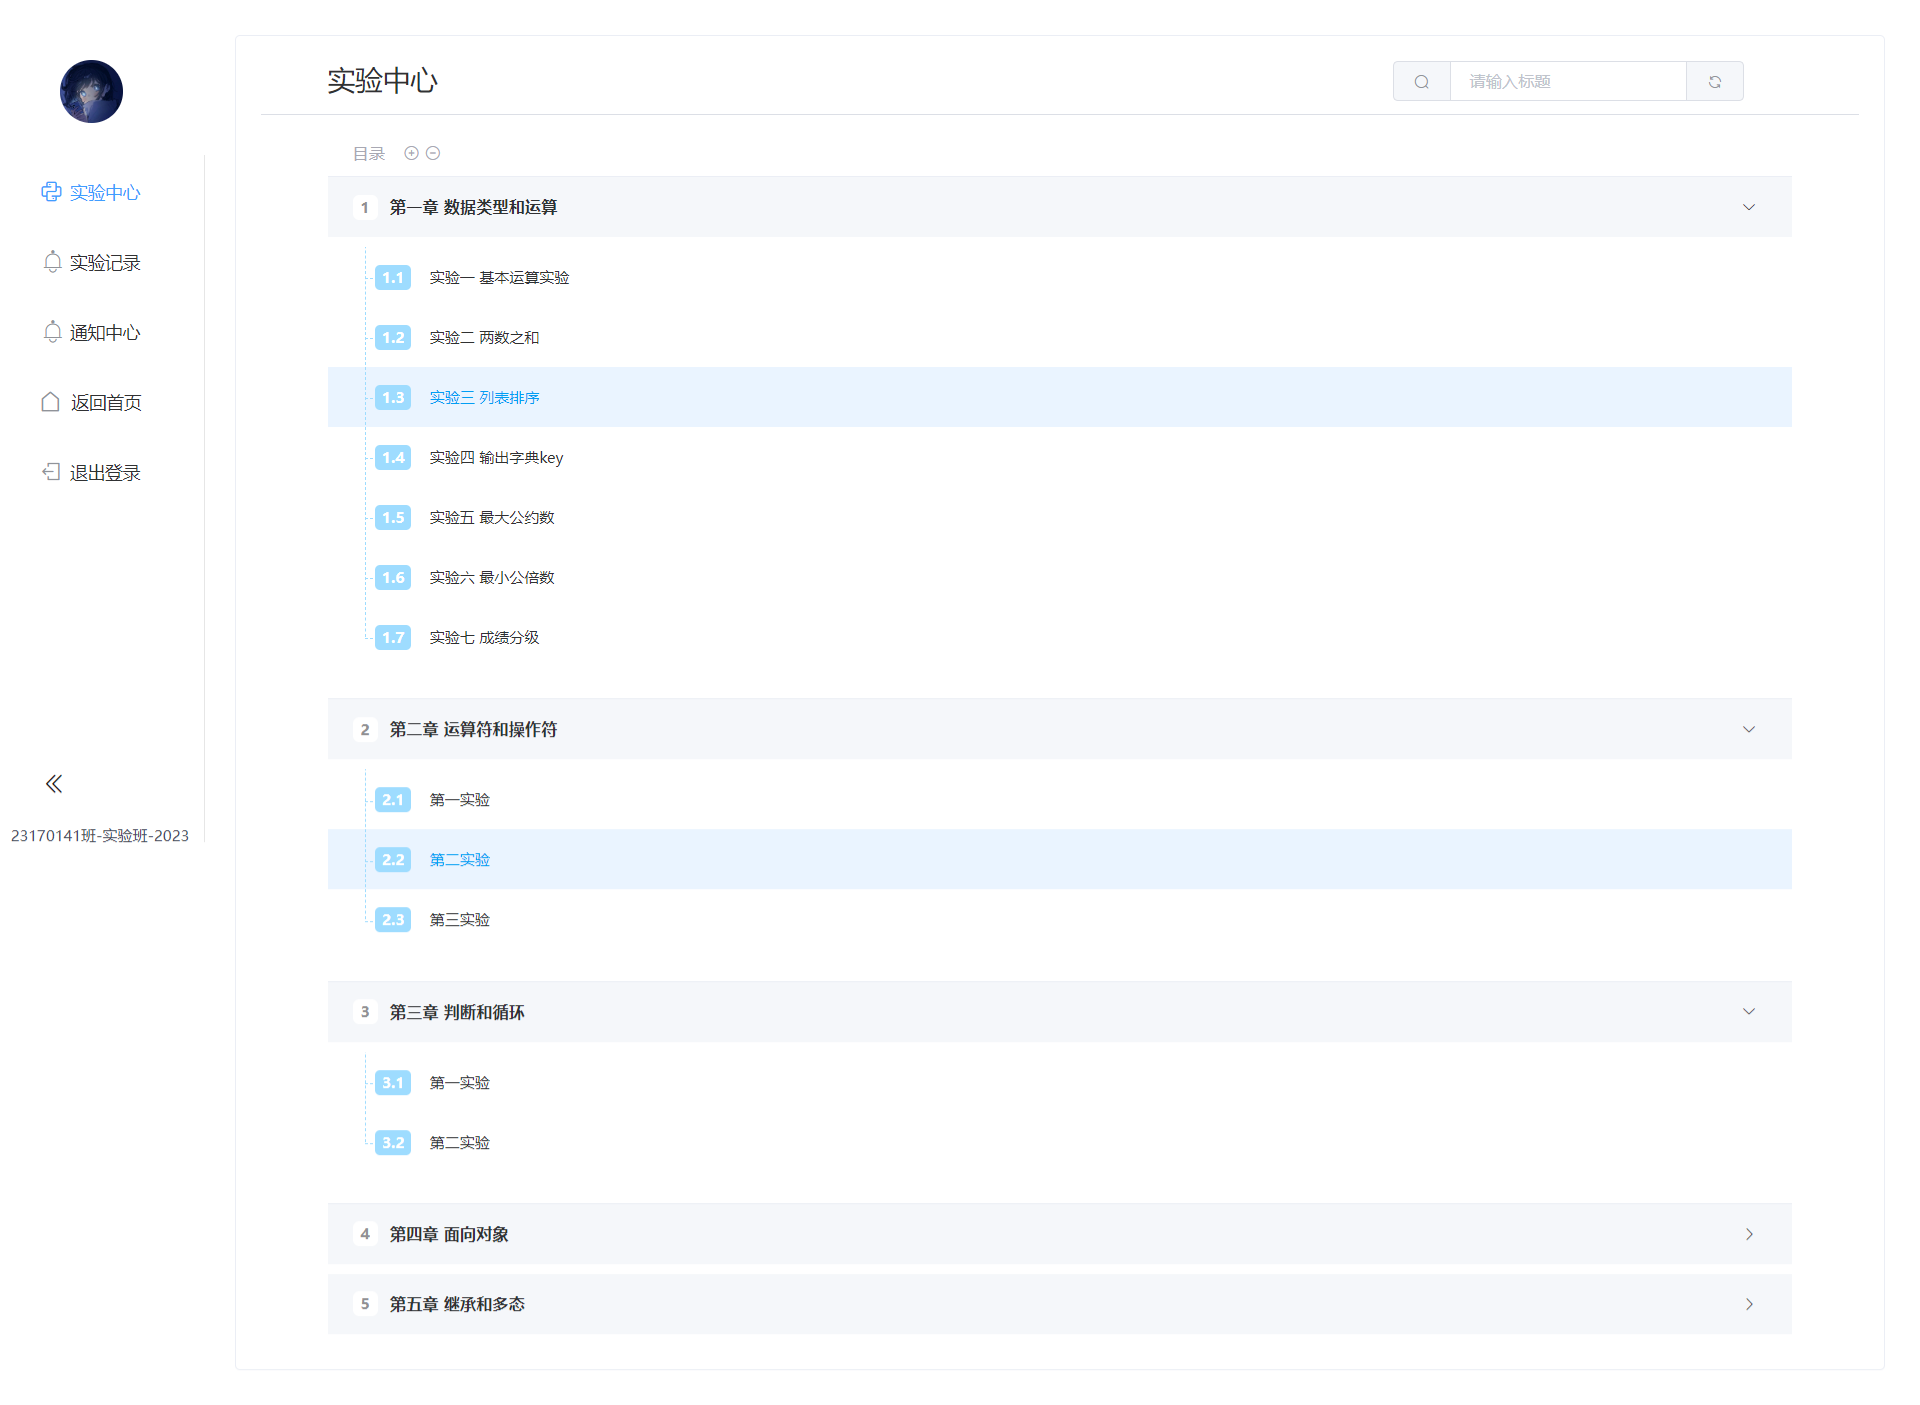 实验中心
实验记录
通知中心
返回首页
退出登录
23170141班-实验班-2023
实验中心
请输入标题
目录
1 第一章 数据类型和运算
1.1 实验一 基本运算实验
1.2 实验二 两数之和
1.3 实验三 列表排序
1.4 实验四 输出字典key
1.5 实验五 最大公约数
1.6 实验六 最小公倍数
1.7 实验七 成绩分级
2 第二章 运算符和操作符
2.1 第一实验
2.2 第二实验
2.3 第三实验
3 第三章 判断和循环
3.1 第一实验
3.2 第二实验
4 第四章 面向对象
5 第五章 继承和多态